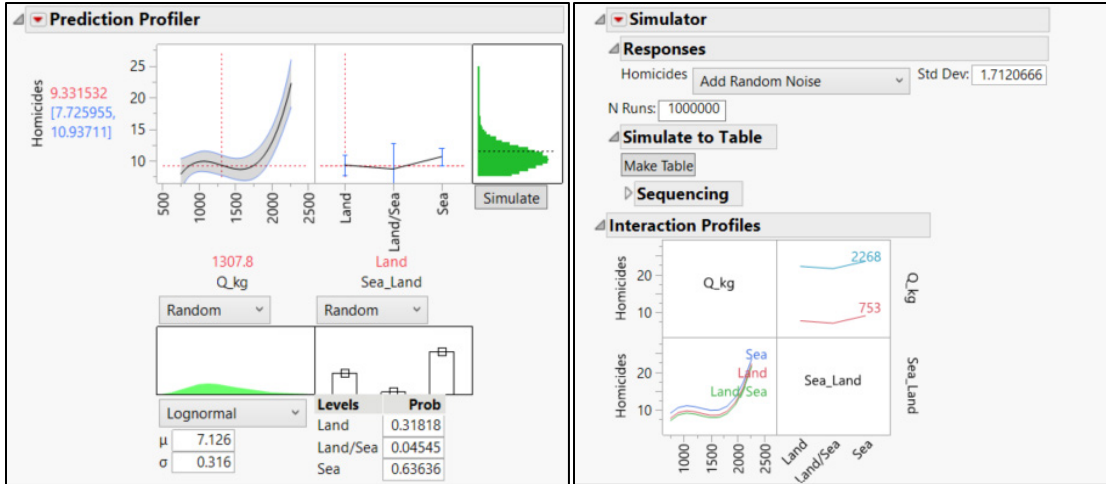 Prediction Profiler
Homicides
9.331532
[7.725955,
10.93711]
25
20
15
10
500
1000
1500
2000
2500
Land
Land/Sea
Sea
Simulate
1307.8
Q_kg
Land
Sea_Land
Random
Random
Lognormal
μ 7.126
σ 0.316
Levels Prob
Land 0.31818
Land/Sea 0.04545
Sea 0.63636
Simulator
Responses
Homicides Add Random Noise Std Dev: 1.7120666
N Runs: 1000000
Simulate to Table
Make Table
Sequencing
Interaction Profiles
Homicides
20
10
Q_kg
2268
753
Q_kg
Homicides
20
10
Sea
Land
Land/Sea
Sea_Land
Sea_Land
1000
1500
2000
2500
Land
Land/Sea
Sea